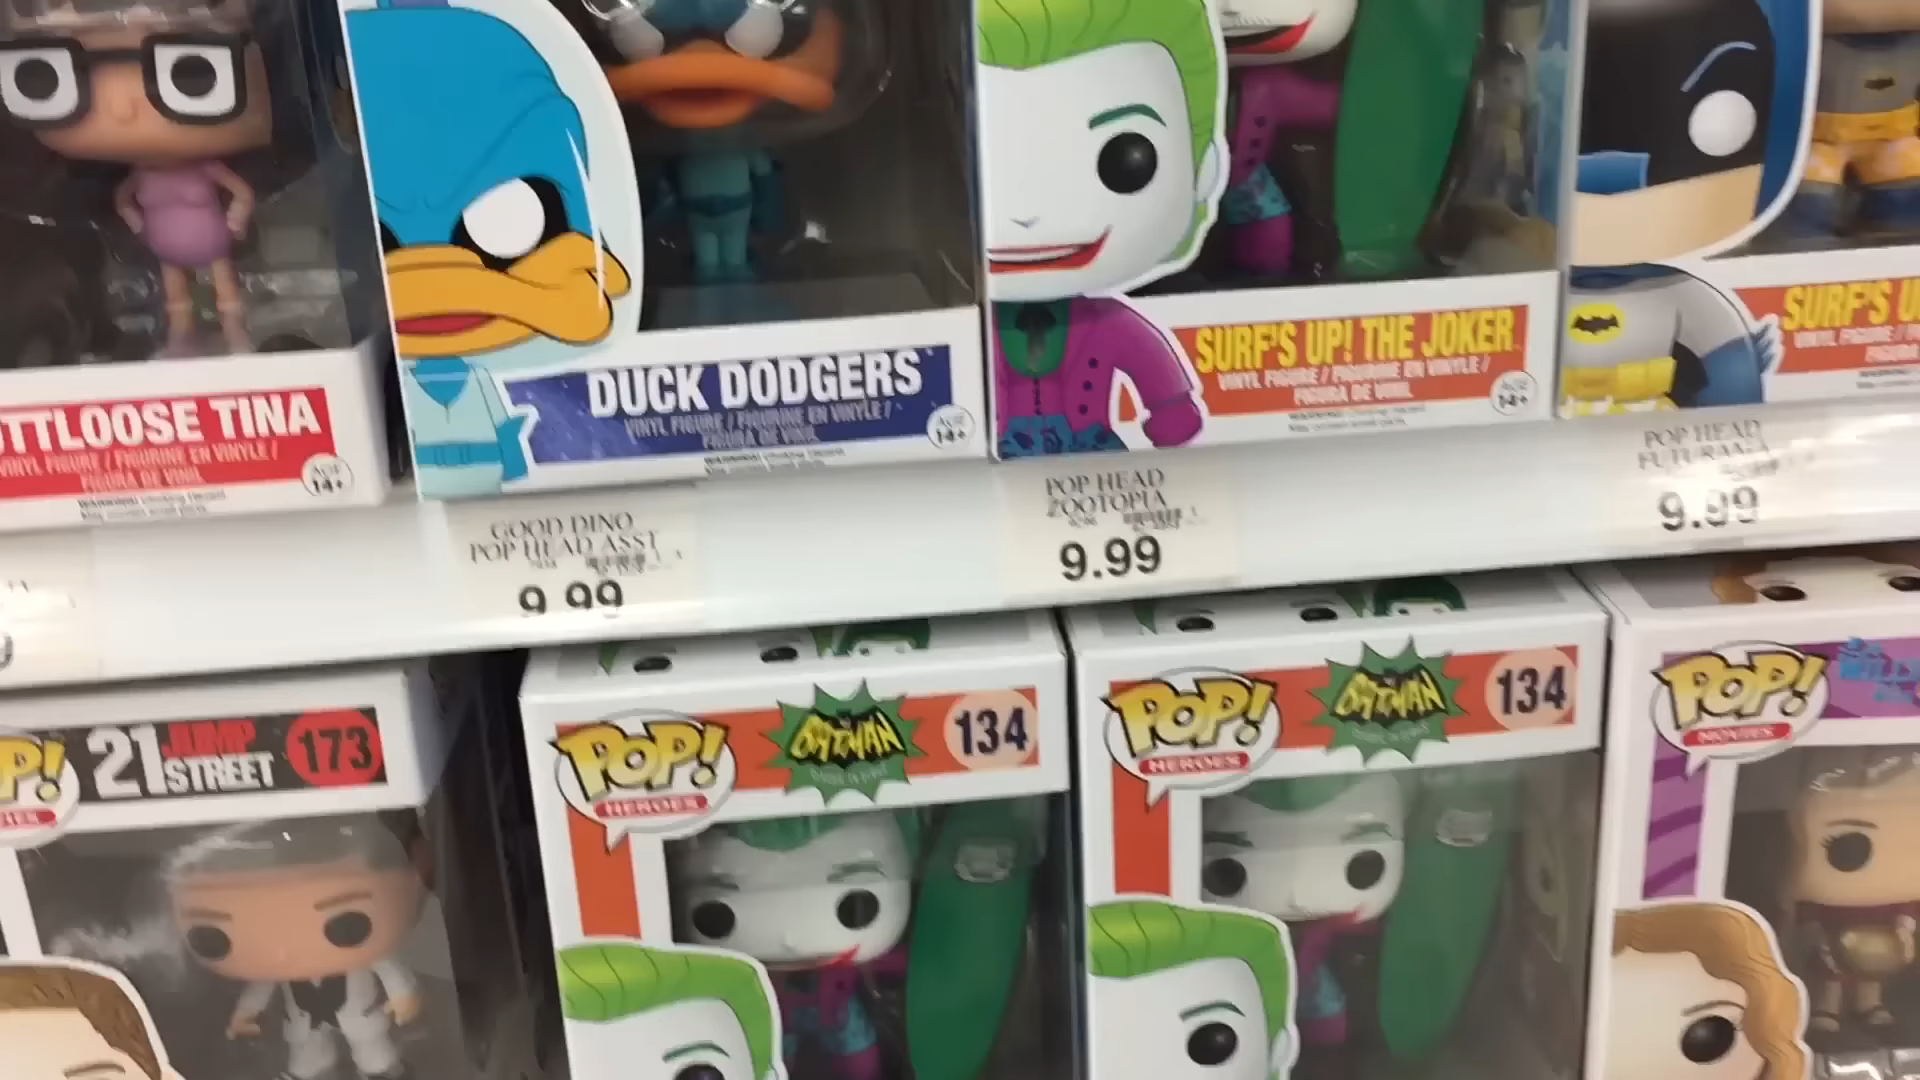 TTLOOSE TINA
VINYL FIGURE / FIGURINE EN VINYLE /
FIGURA DE VINIL
AGE
14+
DUCK DODGERS
VINYL FIGURE / FIGURINE EN VINYLE /
FIGURA DE VINIL
AGE
14+
SURF'S UP! THE JOKER
VINYL FIGURE / FIGURINE EN VINYLE /
FIGURA DE VINIL
AGE
14+
SURF'S U
GOOD DINO
POP HEAD ASST
9.99
POP HEAD
ZOOTOPIA
9.99
POP HEAD
FUTURAMA
9.99
P!
21 JUMP
STREET
173
POP!
HEROES
BATMAN
134
POP!
HEROES
BATMAN
134
POP!
MOVIES